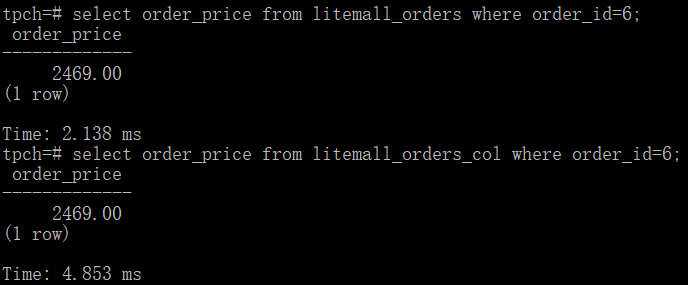 tpch=# select order_price from litemall_orders where order_id=6;
order_price
-------------
2469.00
(1 row)
Time: 2.138 ms
tpch=# select order_price from litemall_orders_col where order_id=6;
order_price
-------------
2469.00
(1 row)
Time: 4.853 ms